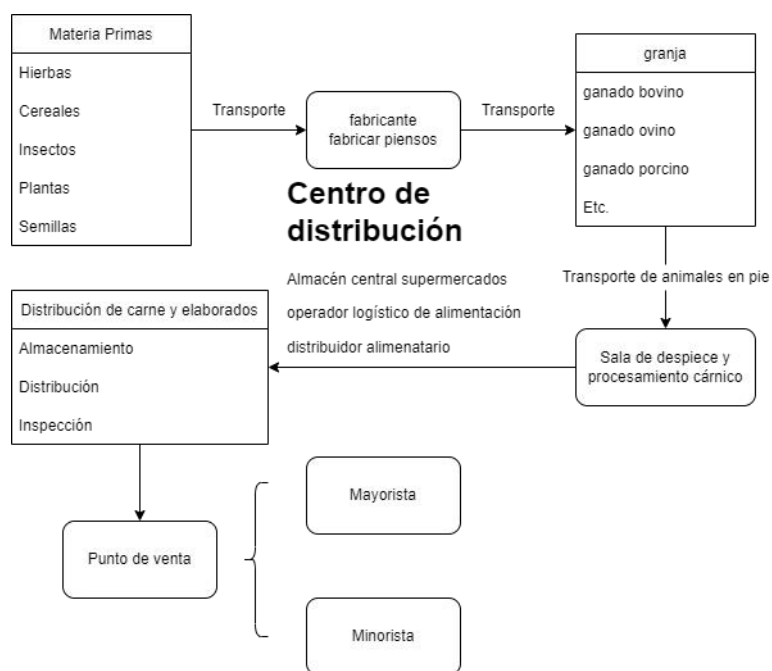 Materia Primas
Hierbas
Cereales
Insectos
Plantas
Semillas
Transporte
fabricante
fabricar piensos
Transporte
granja
ganado bovino
ganado ovino
ganado porcino
Etc.
Centro de
distribución
Transporte de animales en pie
Almacén central supermercados
operador logístico de alimentación
distribuidor alimenatario
Sala de despiece y
procesamiento cárnico
Distribución de carne y elaborados
Almacenamiento
Distribución
Inspección
Punto de venta
Mayorista
Minorista